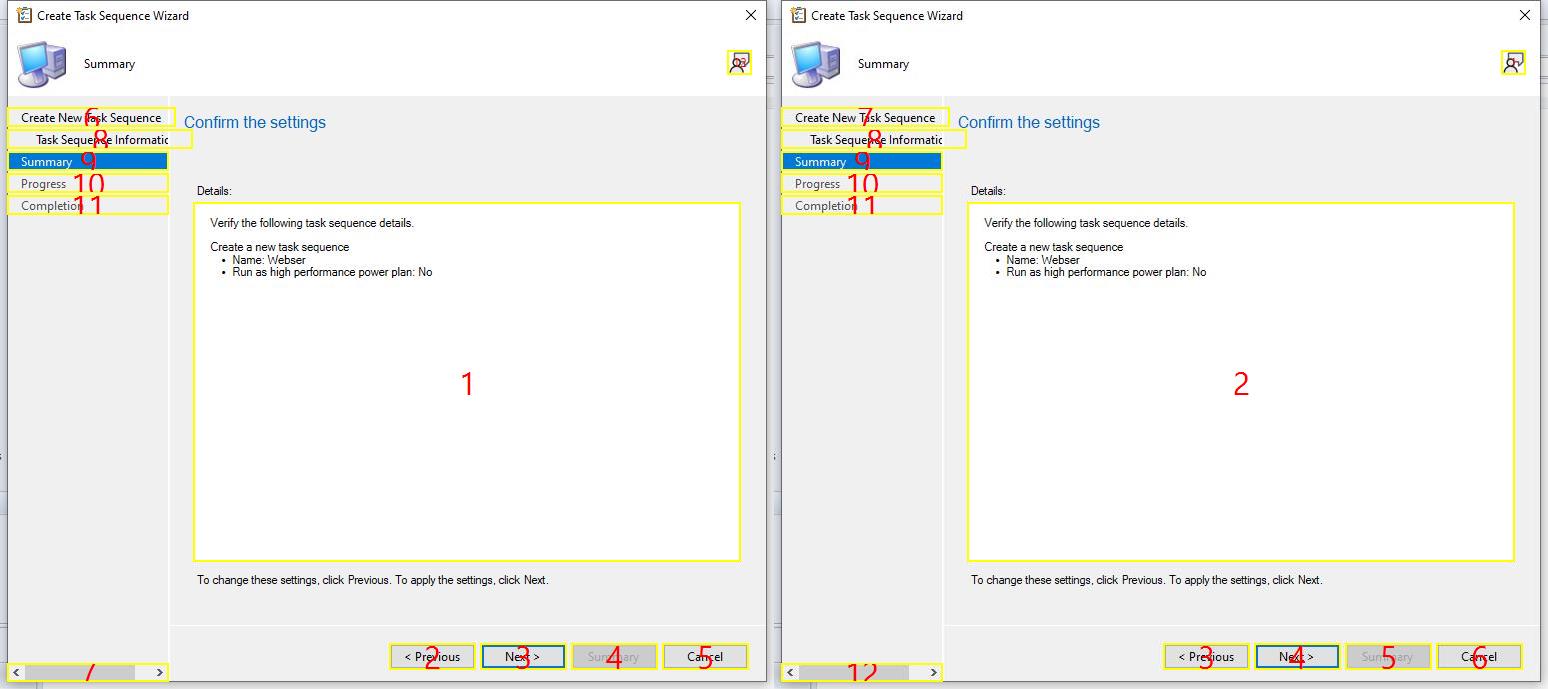 Create Task Sequence Wizard
Summary
6
Create New Task Sequence
8
Task Sequence Informatic
9
Summary
10
Progress
11
Completion
7
Confirm the settings
Details:
Verify the following task sequence details.
Create a new task sequence
• Name: Webser
• Run as high performance power plan: No
1
To change these settings, click Previous. To apply the settings, click Next.
< Previous
2
Next >
3
Summary
4
Cancel
5
Create Task Sequence Wizard
Summary
7
Create New Task Sequence
8
Task Sequence Informatic
9
Summary
10
Progress
11
Completion
12
Confirm the settings
Details:
Verify the following task sequence details.
Create a new task sequence
• Name: Webser
• Run as high performance power plan: No
2
To change these settings, click Previous. To apply the settings, click Next.
< Previous
3
Next >
4
Summary
5
Cancel
6